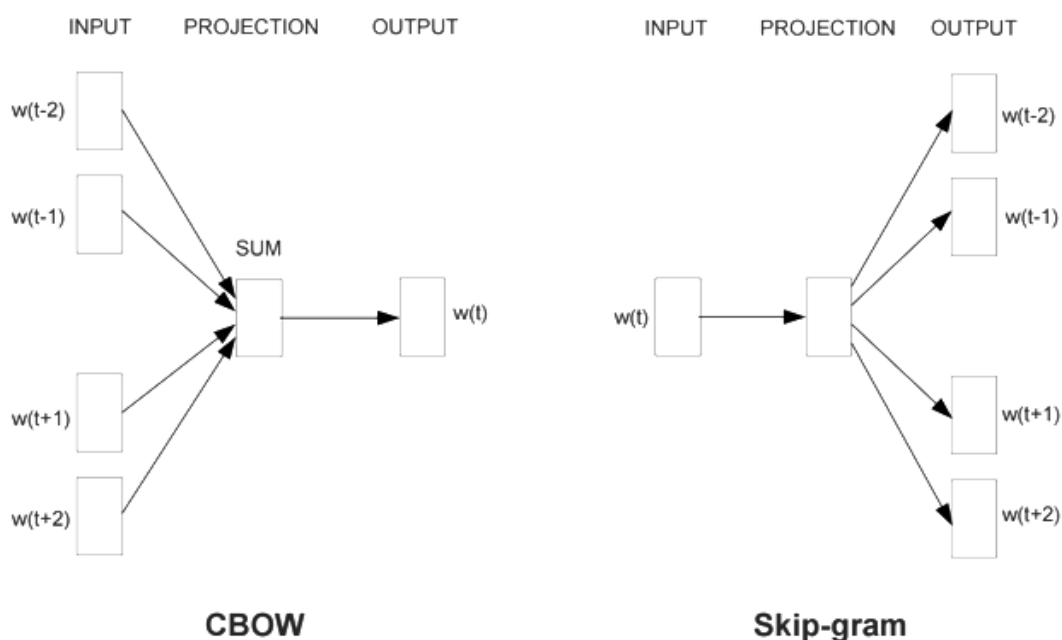 INPUT PROJECTION OUTPUT
w(t-2)
w(t-1)
SUM
w(t)
w(t+1)
w(t+2)
CBOW
INPUT PROJECTION OUTPUT
w(t-2)
w(t-1)
w(t)
w(t+1)
w(t+2)
Skip-gram